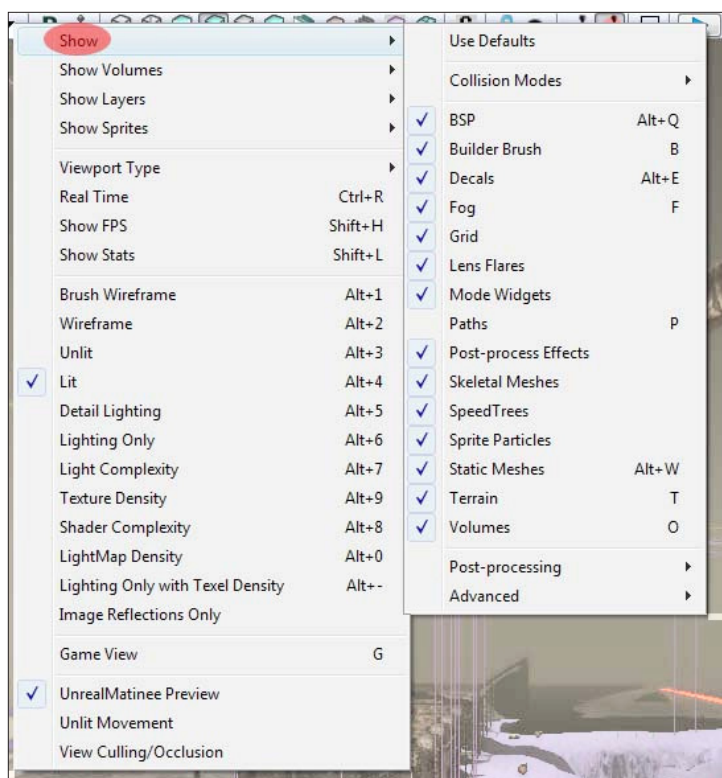 Show
Show Volumes
Show Layers
Show Sprites
Viewport Type
Real Time Ctrl+R
Show FPS Shift+H
Show Stats Shift+L
Brush Wireframe Alt+1
Wireframe Alt+2
Unlit Alt+3
Lit Alt+4
Detail Lighting Alt+5
Lighting Only Alt+6
Light Complexity Alt+7
Texture Density Alt+9
Shader Complexity Alt+8
LightMap Density Alt+0
Lighting Only with Texel Density Alt+-
Image Reflections Only
Game View G
UnrealMatinee Preview
Unlit Movement
View Culling/Occlusion
Use Defaults
Collision Modes
BSP Alt+Q
Builder Brush B
Decals Alt+E
Fog F
Grid
Lens Flares
Mode Widgets
Paths P
Post-process Effects
Skeletal Meshes
SpeedTrees
Sprite Particles
Static Meshes Alt+W
Terrain T
Volumes O
Post-processing
Advanced